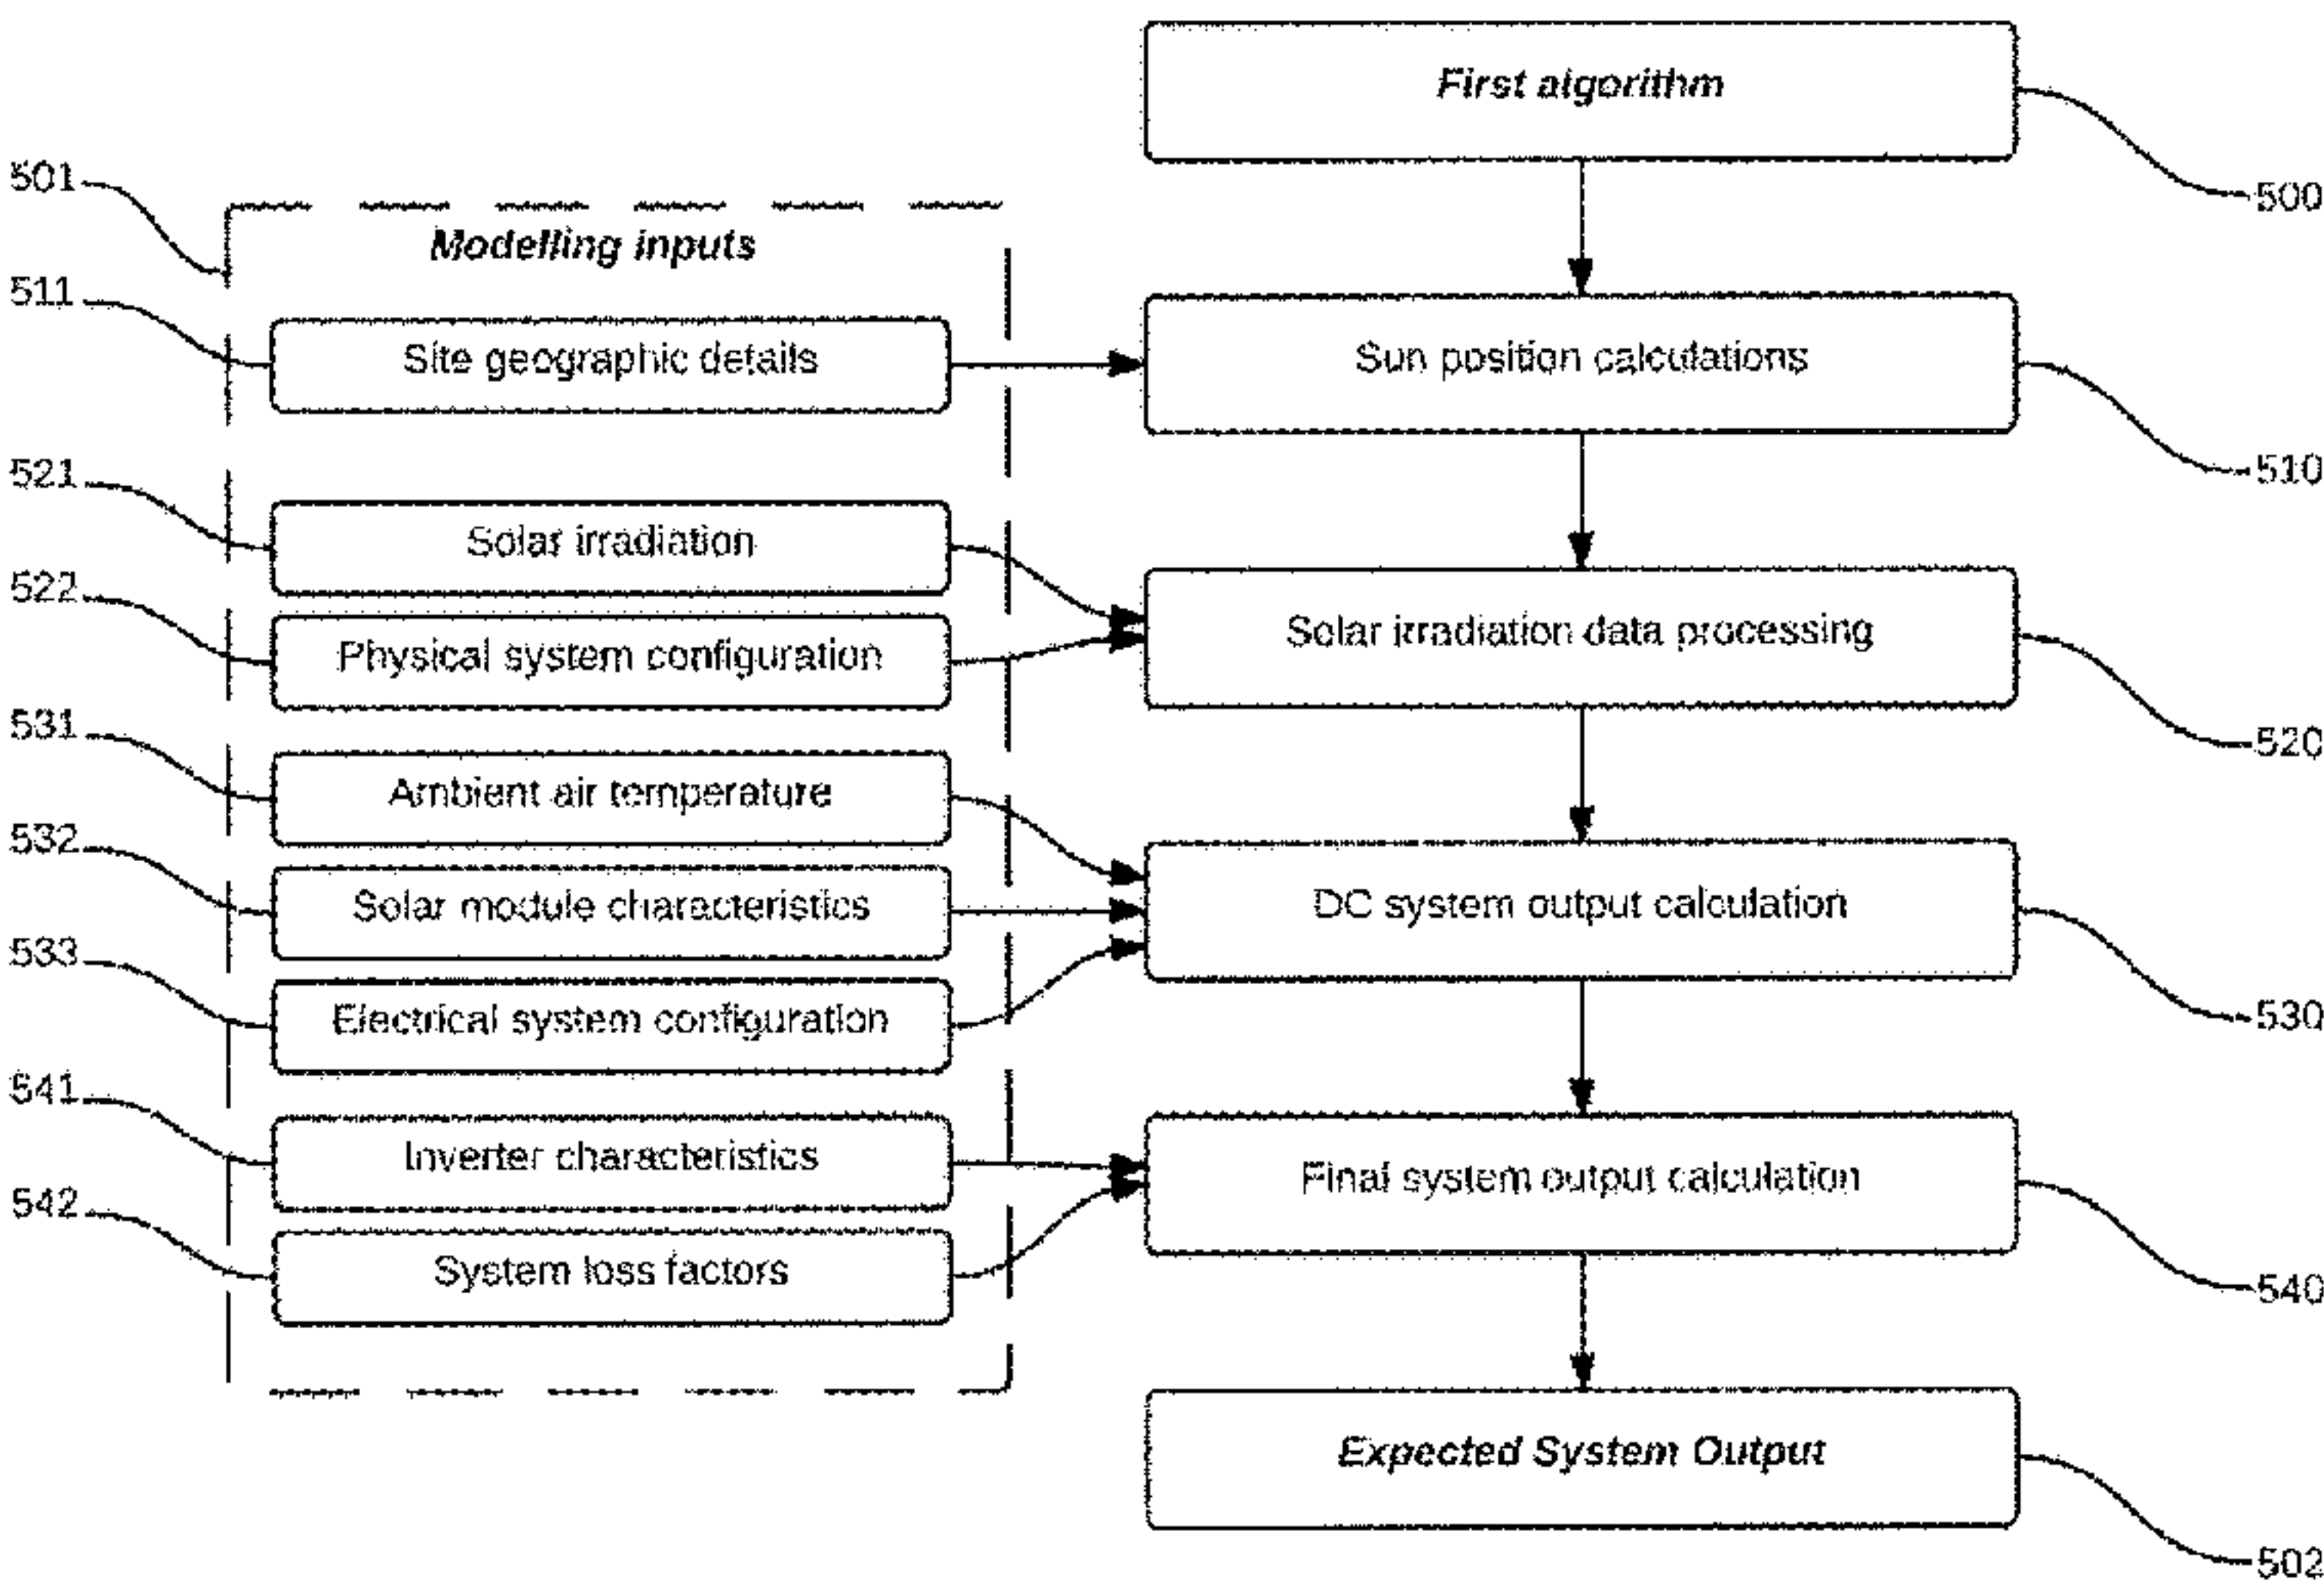 First algorithm
500
501
Modelling inputs
511
Site geographic details
Sun position calculations
510
521
Solar irradiation
522
Physical system configuration
Solar irradiation data processing
520
531
Ambient air temperature
532
Solar module characteristics
DC system output calculation
533
Electrical system configuration
530
541
Inverter characteristics
Final system output calculation
542
System loss factors
540
Expected System Output
502